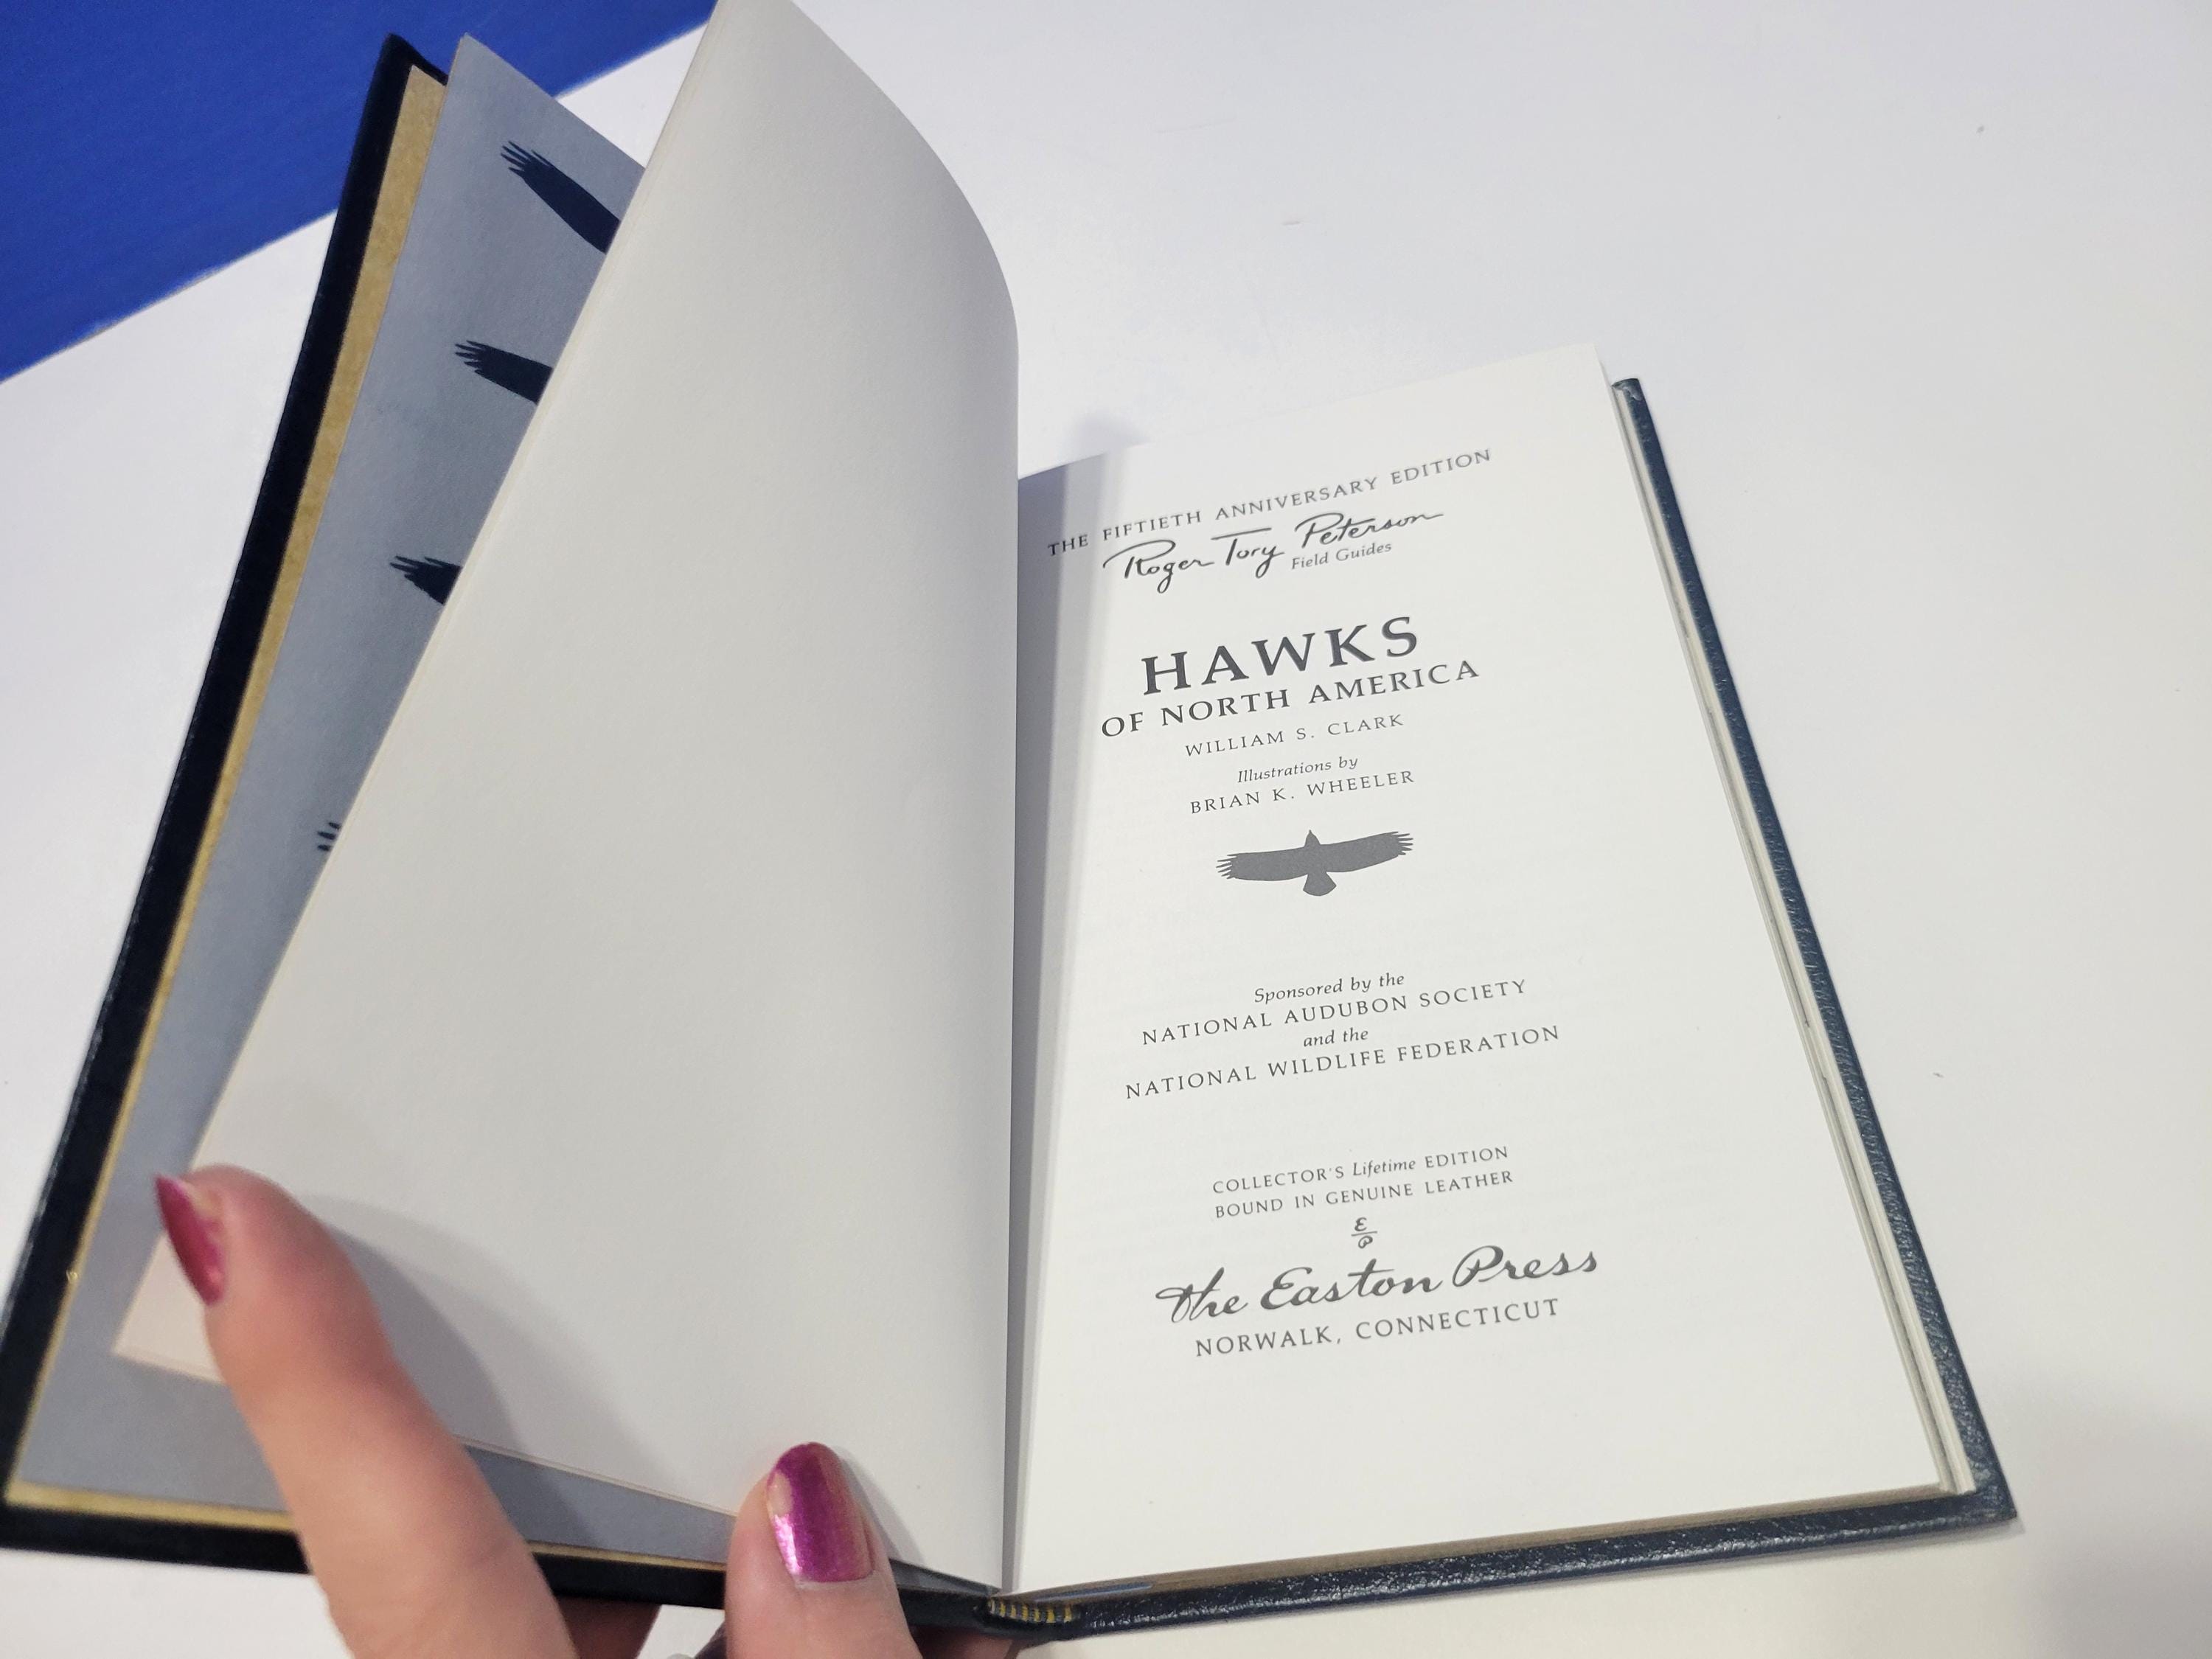 THE FIFTIETH ANNIVERSARY EDITION
Roger Tory Peterson
Field Guides
HAWKS
OF NORTH AMERICA
WILLIAM S. CLARK
Illustrations by
BRIAN K. WHEELER
Sponsored by the
NATIONAL AUDUBON SOCIETY
and the
NATIONAL WILDLIFE FEDERATION
COLLECTOR'S Lifetime EDITION
BOUND IN GENUINE LEATHER
E
P
The Easton Press
NORWALK, CONNECTICUT